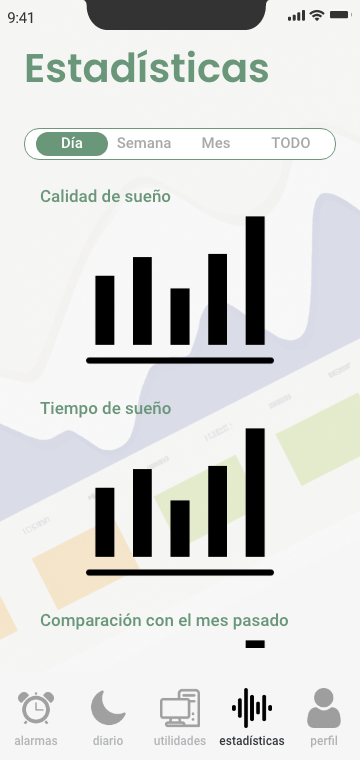 9:41
Estadísticas
Día Semana Mes TODO
Calidad de sueño
Tiempo de sueño
Comparación con el mes pasado
alarmas diario utilidades estadísticas perfil